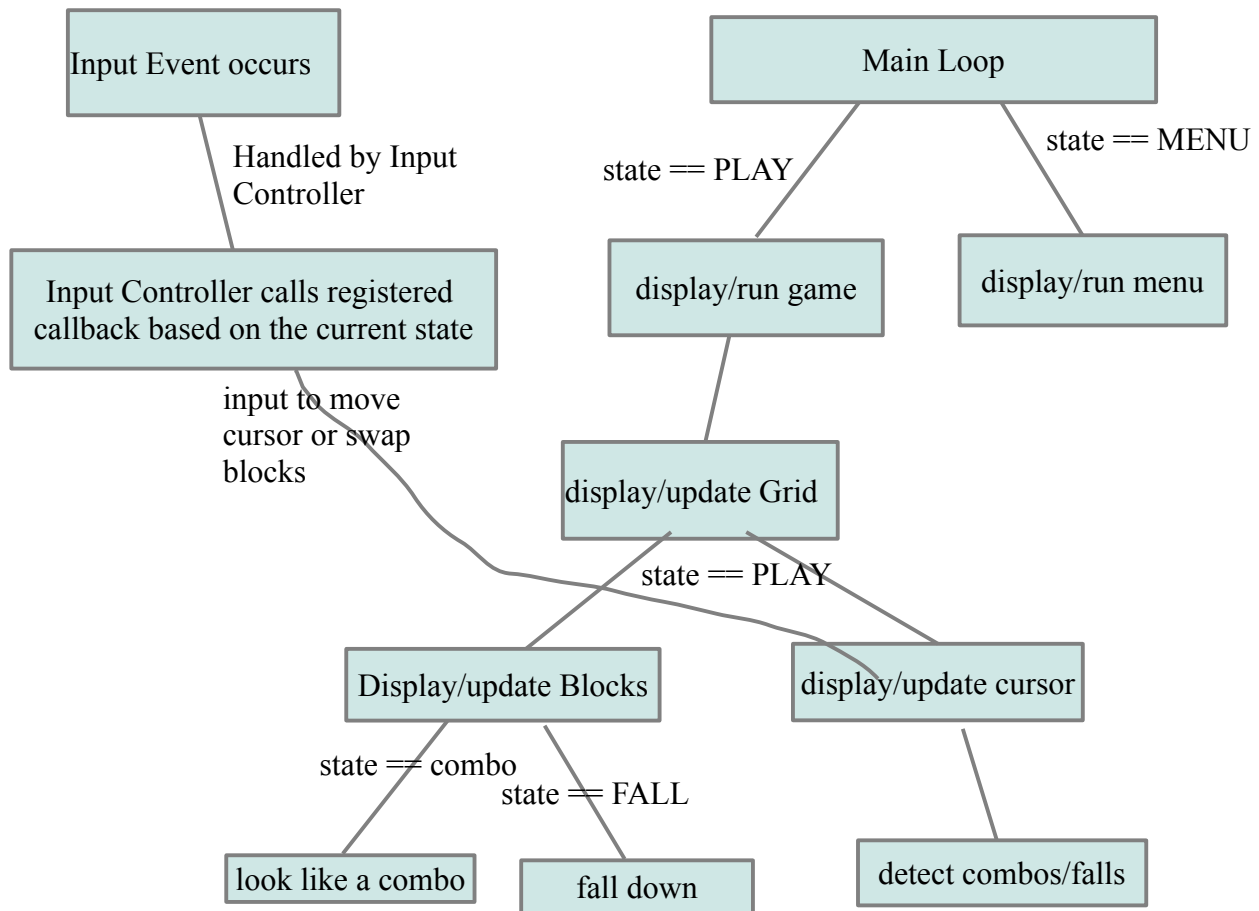 Input Event occurs
Main Loop
Handled by Input
Controller
state == PLAY
state == MENU
Input Controller calls registered
callback based on the current state
display/run game
display/run menu
input to move
cursor or swap
blocks
display/update Grid
state == PLAY
Display/update Blocks
display/update cursor
state == combo
state == FALL
look like a combo
fall down
detect combos/falls